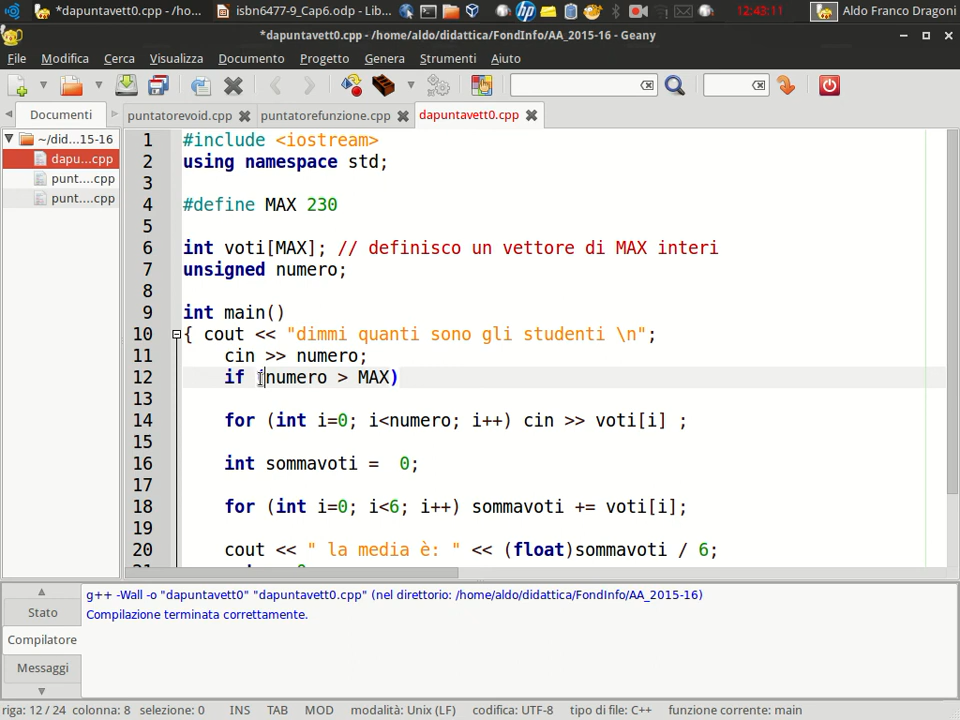 *dapuntavett0.cpp - /ho...
isbn6477-9_Cap6.odp - Lib...
12:43:11
Aldo Franco Dragoni
*dapuntavett0.cpp - /home/aldo/didattica/FondInfo/AA_2015-16 - Geany
File Modifica Cerca Visualizza Documento Progetto Genera Strumenti Aiuto
Documenti
puntatorevoid.cpp
puntatorefunzione.cpp
dapuntavett0.cpp
~/did...15-16
dapu....cpp
punt....cpp
punt....cpp
1 #include <iostream>
2 using namespace std;
3
4 #define MAX 230
5
6 int voti[MAX]; // definisco un vettore di MAX interi
7 unsigned numero;
8
9 int main()
10 { cout << "dimmi quanti sono gli studenti \n";
11 cin >> numero;
12 if (numero > MAX)
13
14 for (int i=0; i<numero; i++) cin >> voti[i] ;
15
16 int sommavoti =  0;
17
18 for (int i=0; i<6; i++) sommavoti += voti[i];
19
20 cout << " la media è: " << (float)sommavoti / 6;
Stato
Compilatore
Messaggi
g++ -Wall -o "dapuntavett0" "dapuntavett0.cpp" (nel direttorio: /home/aldo/didattica/FondInfo/AA_2015-16)
Compilazione terminata correttamente.
riga: 12 / 24 colonna: 8 selezione: 0 INS TAB MOD modalità: Unix (LF) codifica: UTF-8 tipo di file: C++ funzione corrente: main